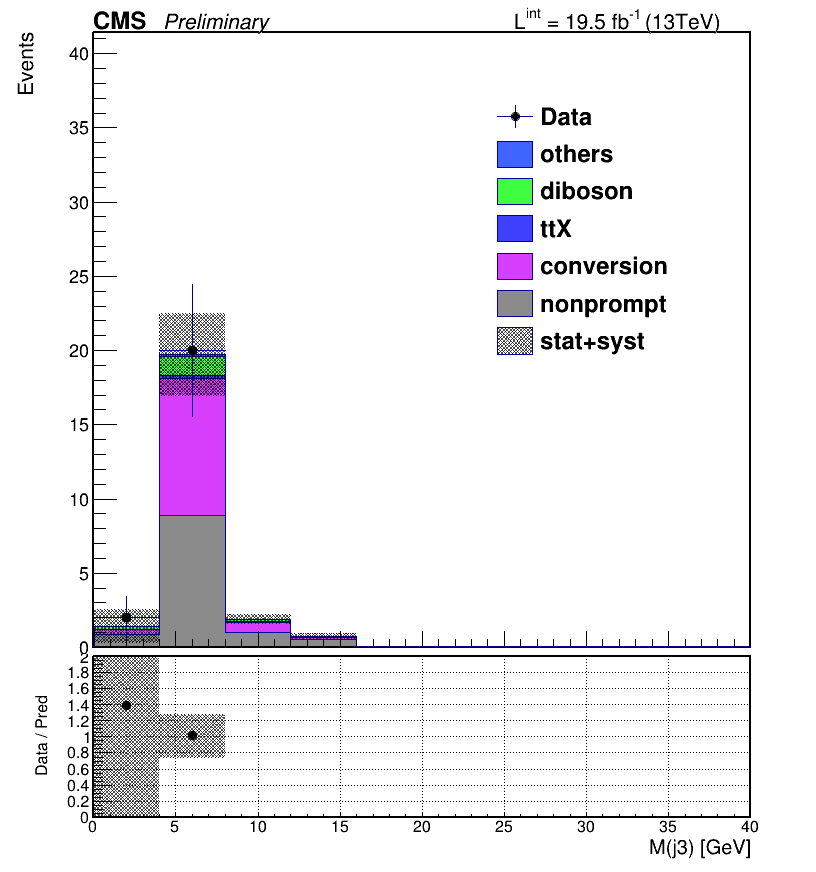 CMS Preliminary L^int = 19.5 fb^-1 (13TeV)
Events
40
35
30
25
20
15
10
5
0
Data
others
diboson
ttX
conversion
nonprompt
stat+syst
Data / Pred
2
1.8
1.6
1.4
1.2
1
0.8
0.6
0.4
0.2
0
0 5 10 15 20 25 30 35 40
M(j3) [GeV]